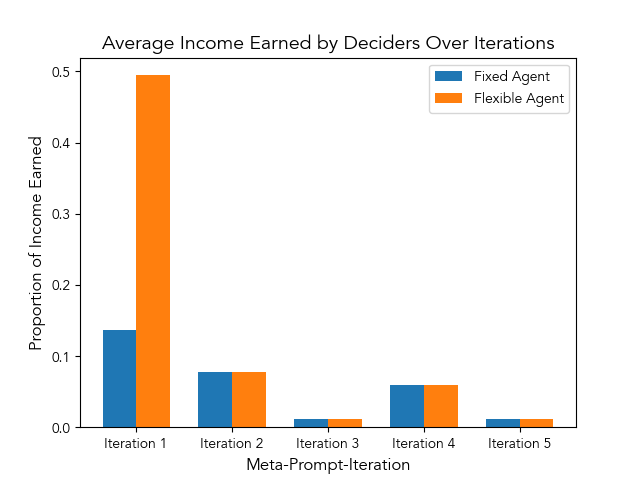 Average Income Earned by Deciders Over Iterations
Fixed Agent
Flexible Agent
Proportion of Income Earned
0.5
0.4
0.3
0.2
0.1
0.0
Iteration 1 Iteration 2 Iteration 3 Iteration 4 Iteration 5
Meta-Prompt-Iteration